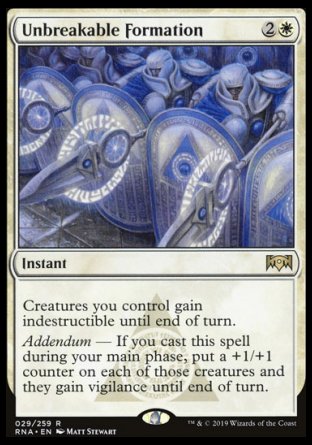 Unbreakable Formation 2
Instant
Creatures you control gain
indestructible until end of turn.
Addendum — If you cast this spell
during your main phase, put a +1/+1
counter on each of those creatures and
they gain vigilance until end of turn.
029/259 R
RNA • EN MATT STEWART
™ & © 2019 Wizards of the Coast